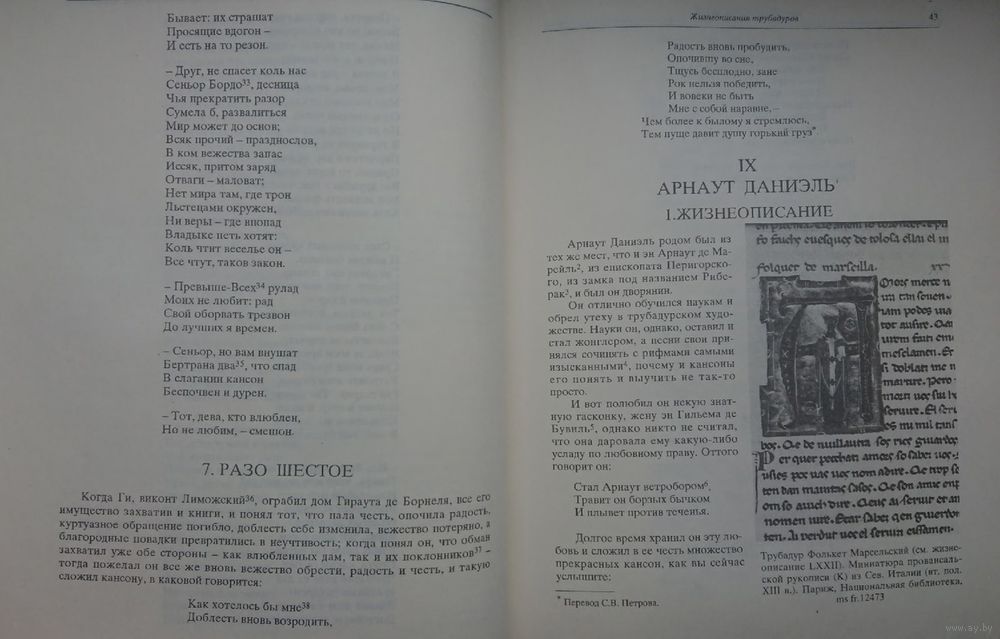 Бывает: их страшат
Просящие вдогон –
И есть на то резон.
– Друг, не спасет коль нас
Сеньор Бордо³³, десница
Чья прекратить разор
Сумела б, развалиться
Мир может до основ;
Всяк прочий – празднослов,
В ком вежества запас
Иссяк, притом заряд
Отваги – маловат;
Нет мира там, где трон
Льстецами окружен,
Ни веры – где впопад
Владыке петь хотят:
Коль чтит веселье он –
Все чтут, таков закон.
– Превыше-Всех³⁴ рулад
Моих не любит: рад
Свой оборвать трезвон
До лучших я времен.
– Сеньор, но вам внушат
Бертрана два³⁵, что спад
В слагании кансон
Беспочвен и дурен.
– Тот, дева, кто влюблен,
Но не любим, – смешон.
7. РАЗО ШЕСТОЕ
Когда Ги, виконт Лиможский³⁶, ограбил дом Гираута де Борнеля, все его
имущество захватив и книги, и понял тот, что пала честь, опочила радость,
куртуазное обращение погибло, доблесть себе изменила, вежество потеряно, а
благородные повадки превратились в неучтивость; когда понял он, что обман
захватил уже обе стороны – как влюбленных дам, так и их поклонников³⁷ –
тогда пожелал он все же вновь вежество обрести, радость и честь, и такую
сложил кансону, в каковой говорится:
Как хотелось бы мне³⁸
Доблесть вновь возродить,
Жизнеописания трубадуров
43
Радость вновь пробудить,
Опочившу во сне,
Тщусь бесплодно, зане
Рок нельзя победить,
И вовеки не быть
Мне с собой наравне, –
Чем более к былому я стремлюсь,
Тем пуще давит душу горький груз*.
IX
АРНАУТ ДАНИЭЛЬ¹
1.ЖИЗНЕОПИСАНИЕ
Арнаут Даниэль родом был из
тех же мест, что и эн Арнаут де Ма-
рейль², из епископата Перигорско-
го, из замка под названием Рибе-
рак³, и был он дворянин.
Он отлично обучился наукам и
обрел утеху в трубадурском худо-
жестве. Науки он, однако, оставил и
стал жонглером, а песни свои при-
нялся сочинять с рифмами самыми
изысканными⁴, почему и кансоны
его понять и выучить не так-то
просто.
И вот полюбил он некую знат-
ную гасконку, жену эн Гильема де
Бувиль⁵, однако никто не считал,
что она даровала ему какую-либо
усладу по любовному праву. Оттого
говорит он:
Стал Арнаут ветробором⁶,
Травит он борзых бычком
И плывет против теченья.
Долгое время хранил он эту лю-
бовь и сложил в ее честь множество
прекрасных кансон, как вы сейчас
услышите:
* Перевод С.В. Петрова.
folquer de marseilla.
Трубадур Фолькет Марсельский (см. жизне-
описание LXXII). Миниатюра провансаль-
ской рукописи (K) из Сев. Италии (вт. пол.
XIII в.). Париж, Национальная библиотека,
ms fr.12473
www.ay.by